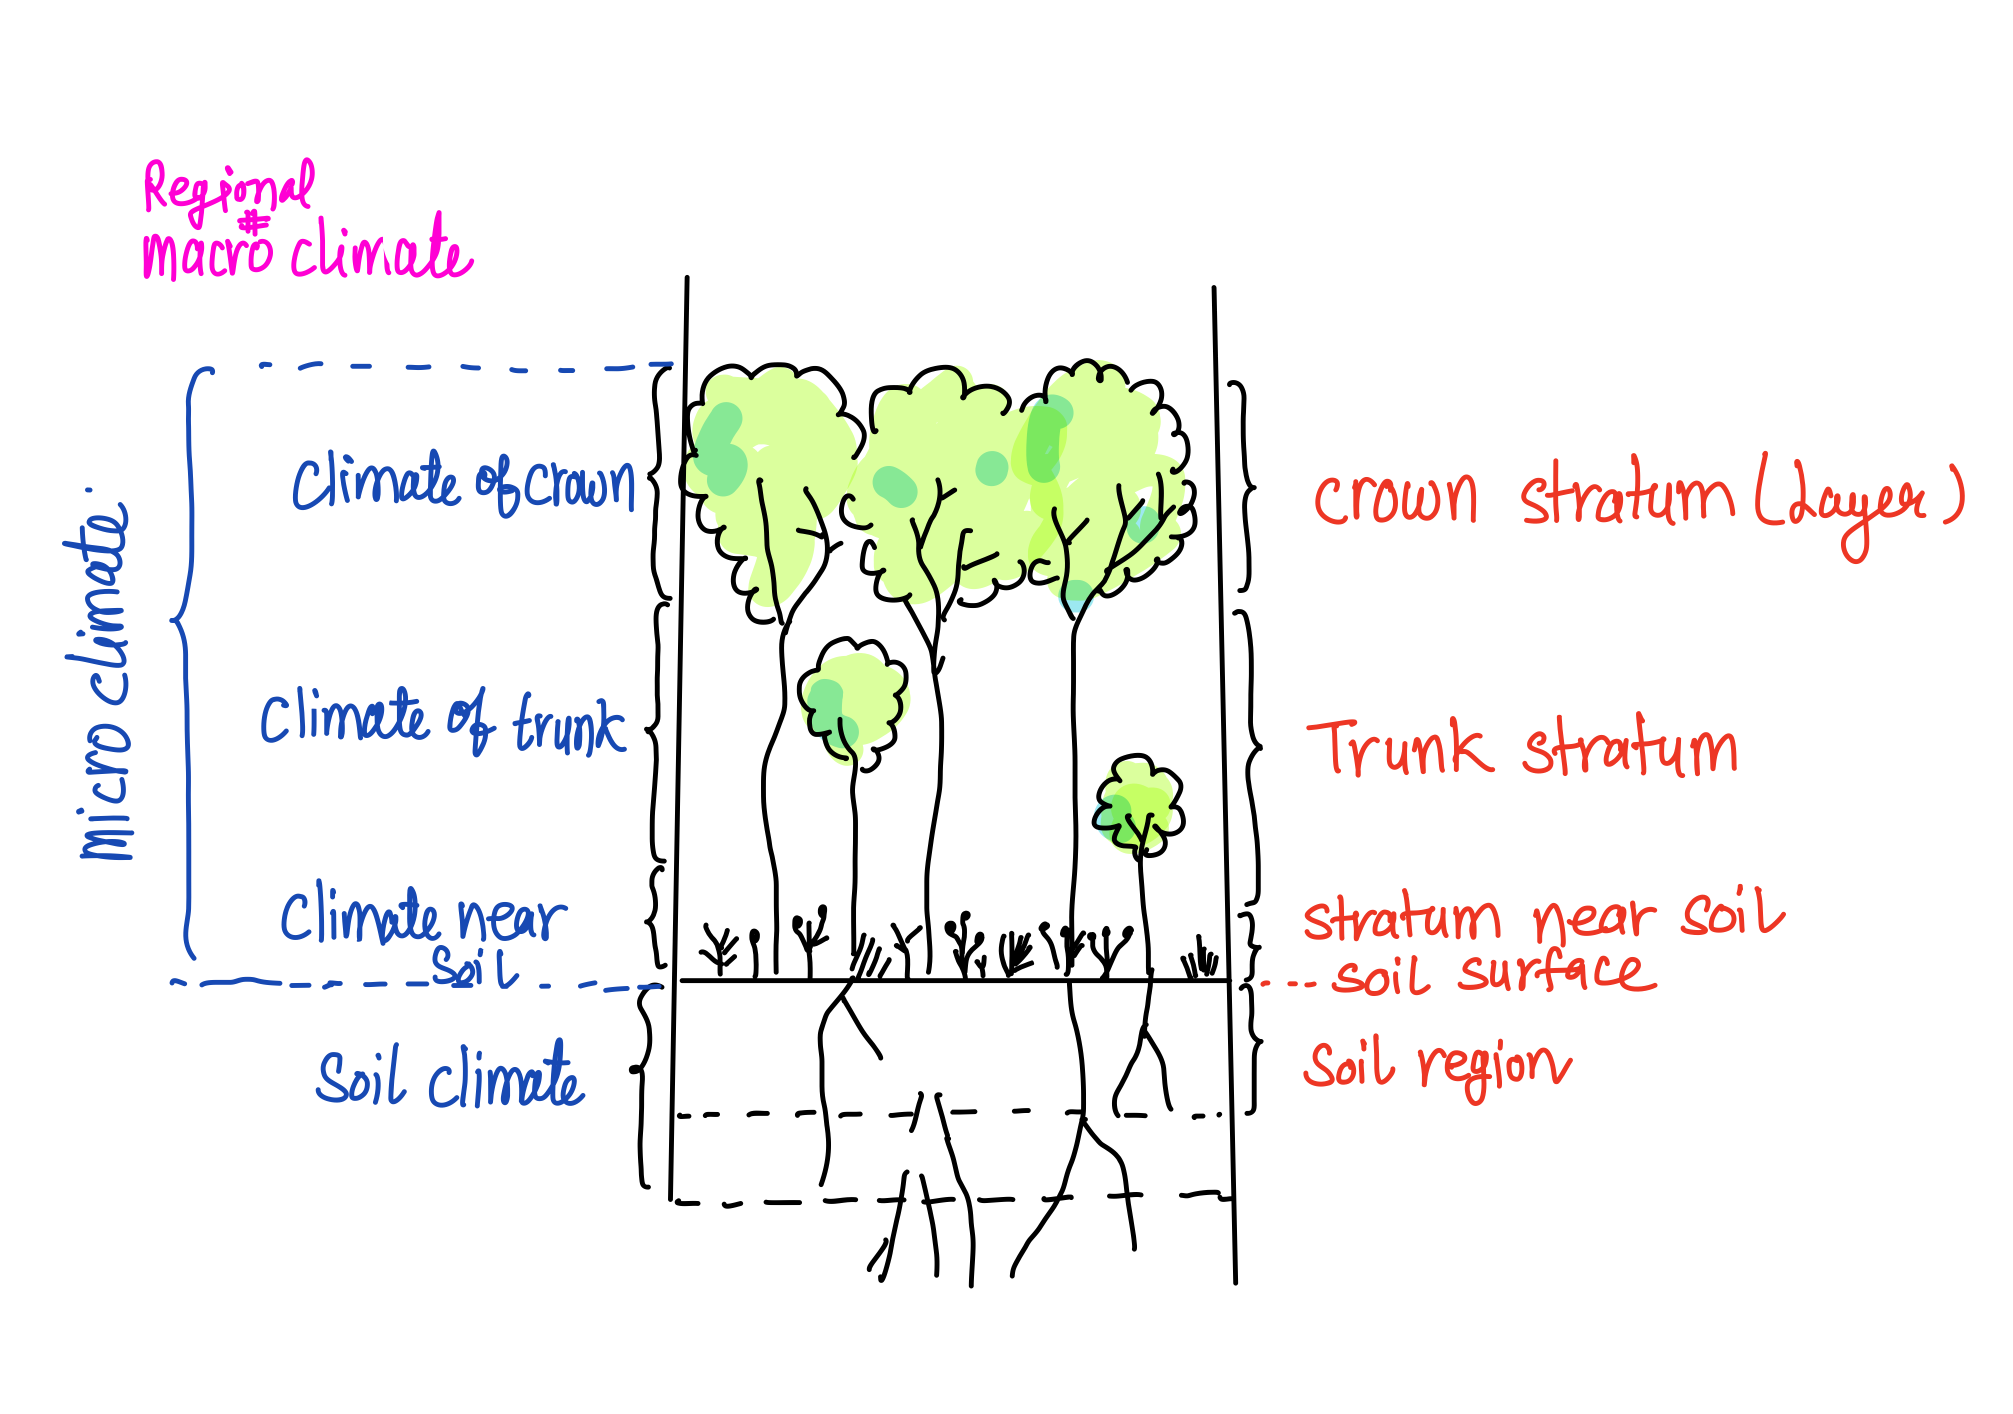 Regional
macro climate
micro climate
Climate of crown
Climate of trunk
Climate near
soil
Soil climate
Crown stratum (Layer)
Trunk stratum
stratum near soil
soil surface
Soil region